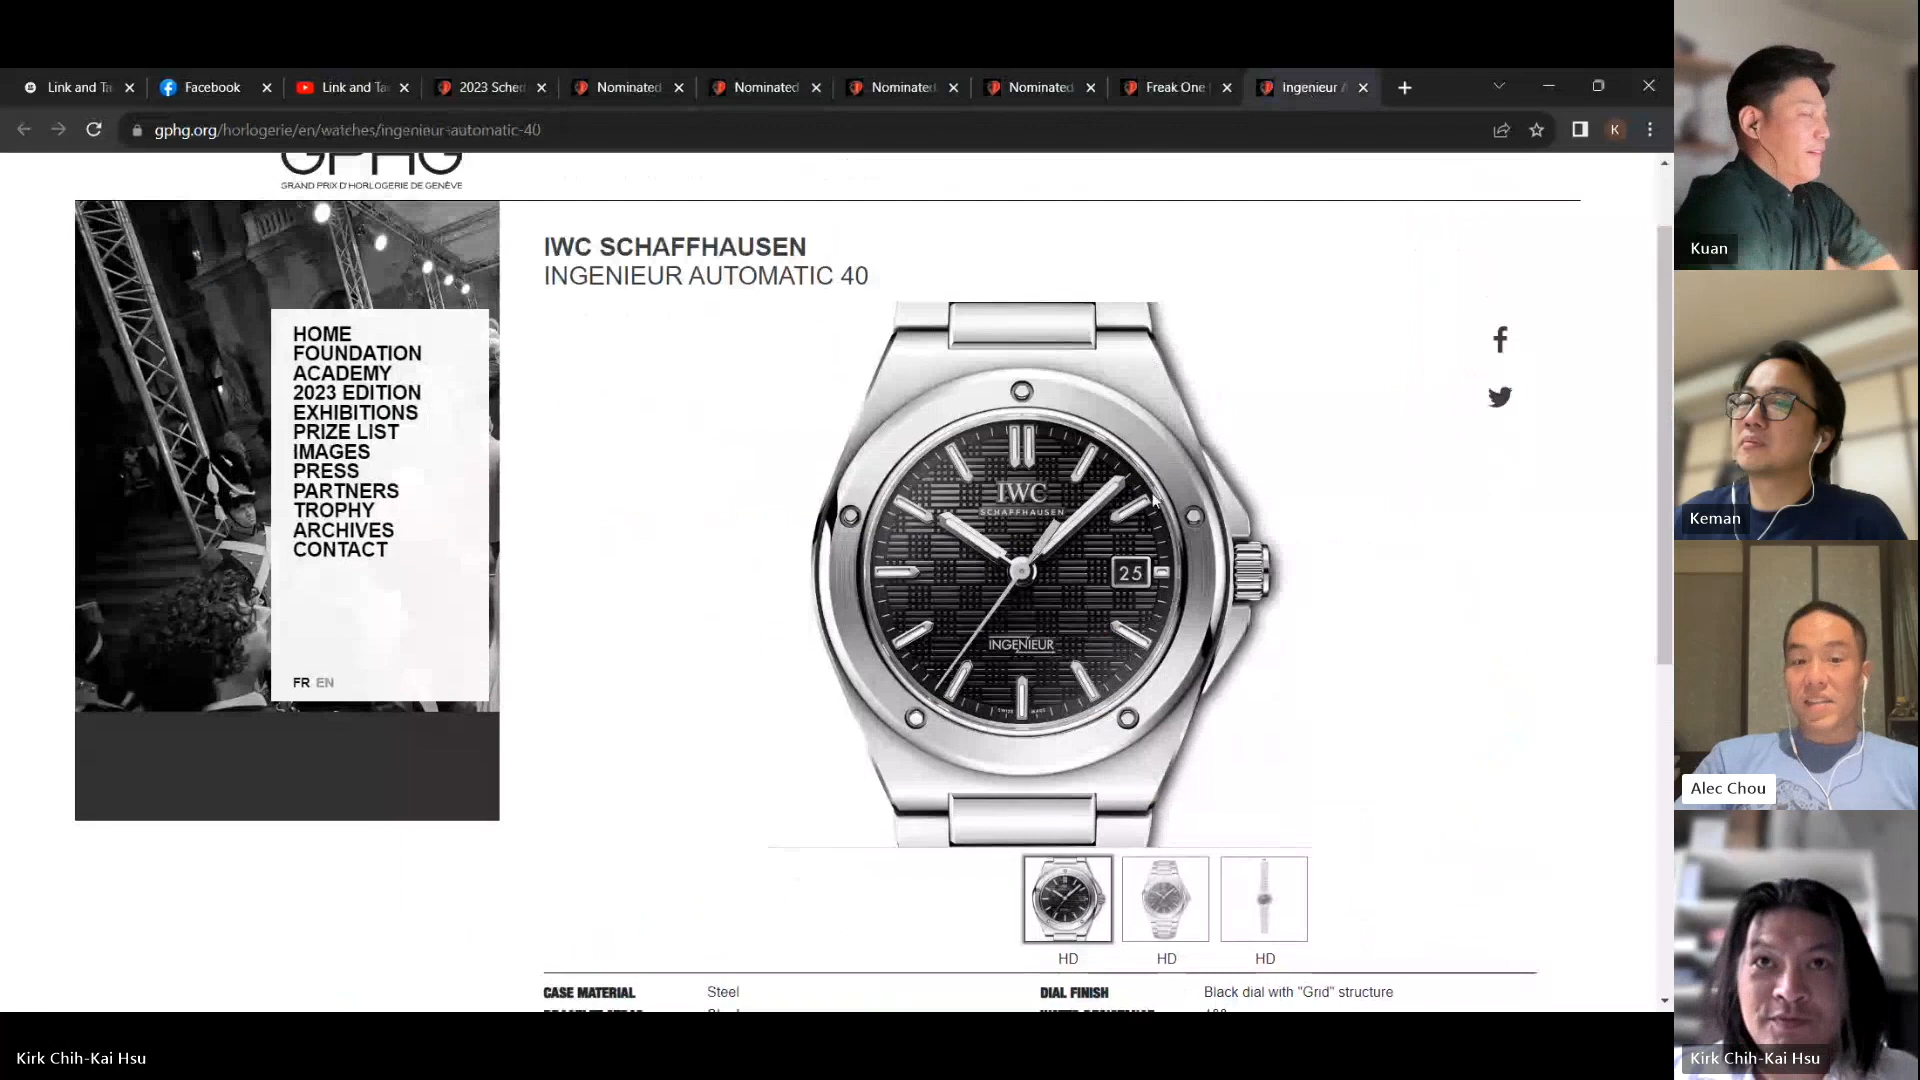 Link and Ta
Facebook
Link and Ta
2023 Sched
Nominated
Nominated
Nominated
Nominated
Freak One
Ingenieur A
gphg.org/horlogerie/en/watches/ingenieur-automatic-40
K
GPHG
GRAND PRIX D'HORLOGERIE DE GENÈVE
HOME
FOUNDATION
ACADEMY
2023 EDITION
EXHIBITIONS
PRIZE LIST
IMAGES
PRESS
PARTNERS
TROPHY
ARCHIVES
CONTACT
FR EN
IWC SCHAFFHAUSEN
INGENIEUR AUTOMATIC 40
IWC
SCHAFFHAUSEN
25
INGENIEUR
SWISS MADE
HD
HD
HD
CASE MATERIAL
Steel
DIAL FINISH
Black dial with "Grid" structure
Kuan
Keman
Alec Chou
Kirk Chih-Kai Hsu
Kirk Chih-Kai Hsu